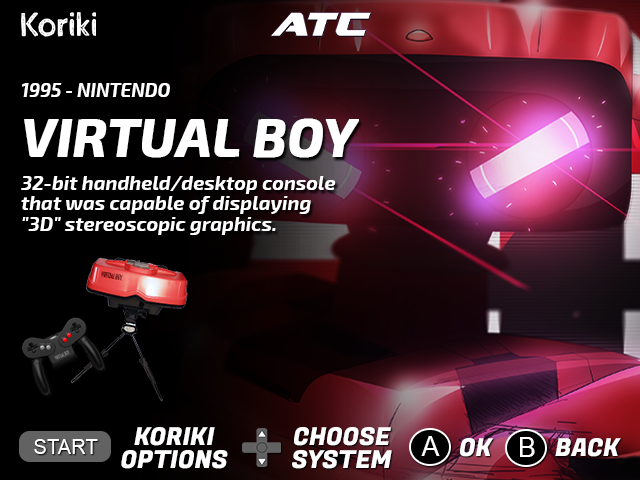 Koriki
ATC
1995 - NINTENDO
VIRTUAL BOY
32-bit handheld/desktop console
that was capable of displaying
"3D" stereoscopic graphics.
VIRTUAL BOY
START
KORIKI
OPTIONS
CHOOSE
SYSTEM
A OK
B BACK